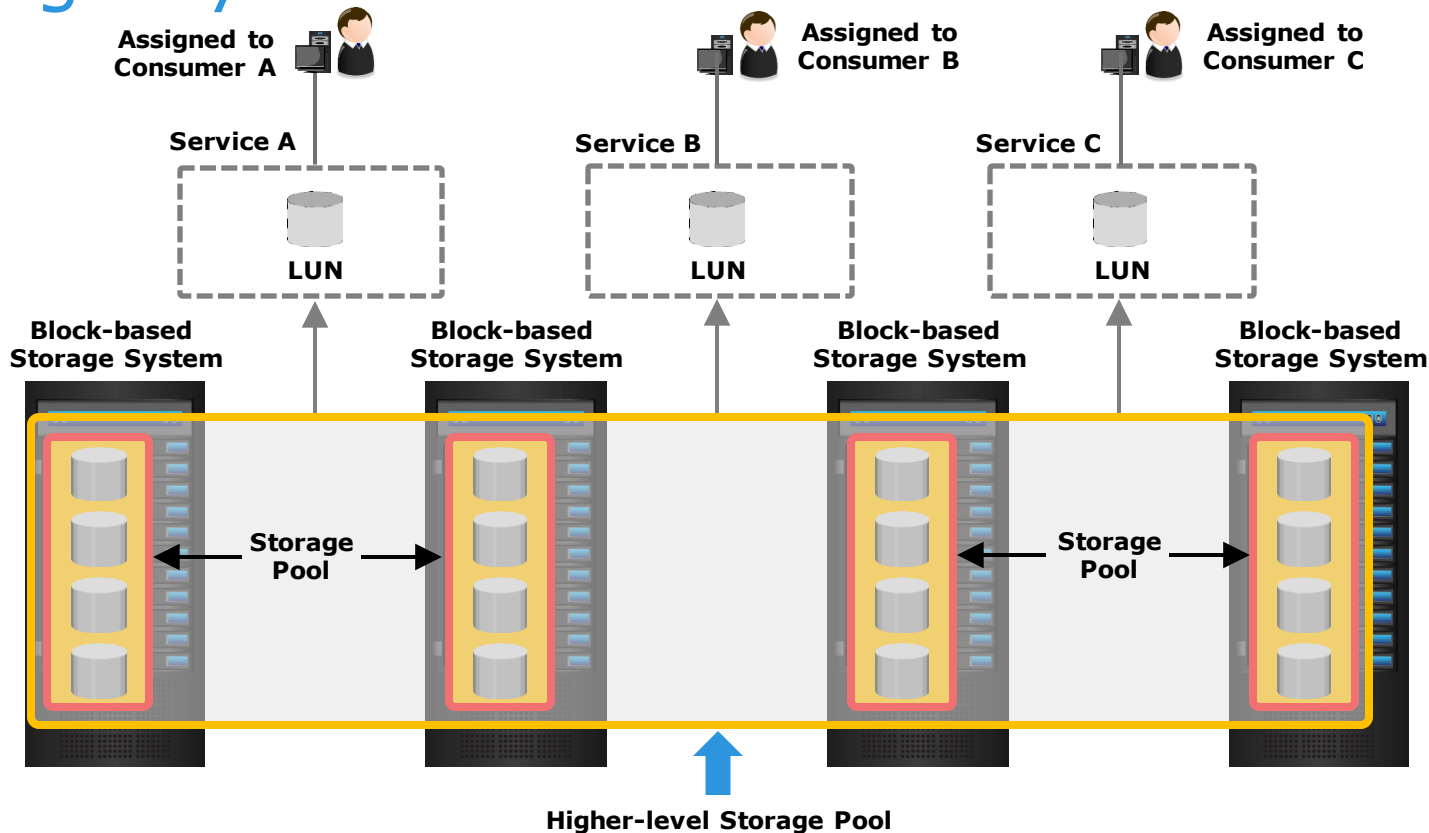 Assigned to
Consumer A
Assigned to
Consumer B
Assigned to
Consumer C
Service A
Service B
Service C
LUN
LUN
LUN
Block-based
Storage System
Block-based
Storage System
Block-based
Storage System
Block-based
Storage System
Storage
Pool
Storage
Pool
Higher-level Storage Pool